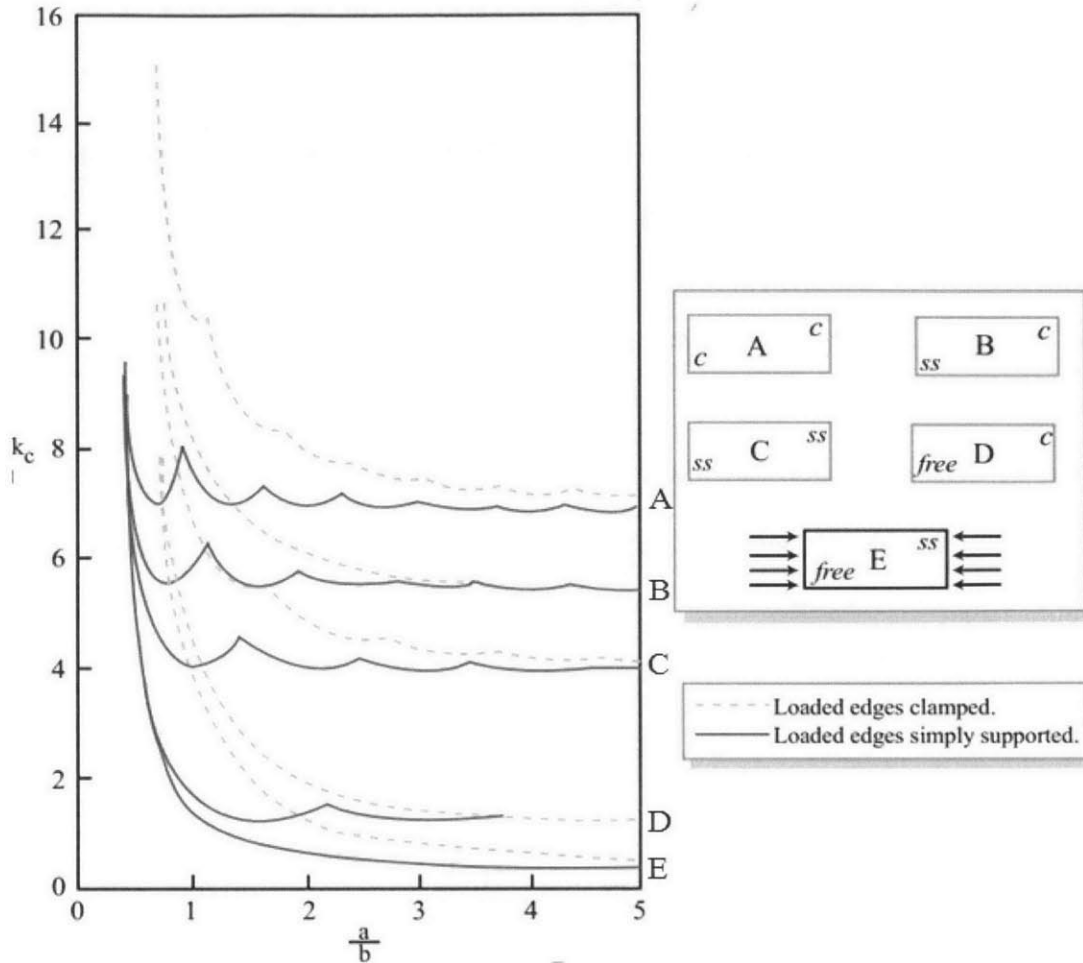 16
14
12
10
8
k_c
6
4
2
0
0 1 2 3 4 5
a
b
A
B
C
D
E
c A c
ss B c
ss C ss
free D c
free E ss
Loaded edges clamped.
Loaded edges simply supported.